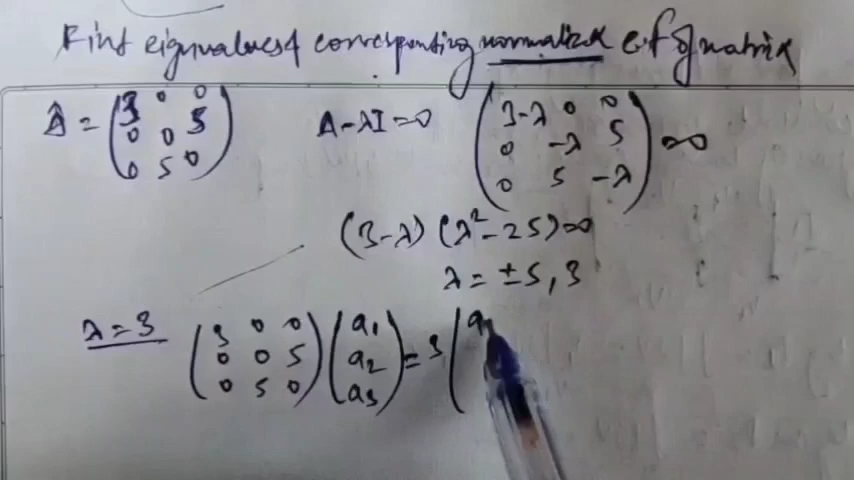 Find eigenvalues & corresponding normalized e.f of matrix
Â = (3 0 0; 0 0 5; 0 5 0) A-λI=0 (3-λ 0 0; 0 -λ 5; 0 5 -λ) =0
(3-λ) (λ²-25)=0
λ = ±5, 3
λ=3 (3 0 0; 0 0 5; 0 5 0) (a1; a2; a3) = 3 (a